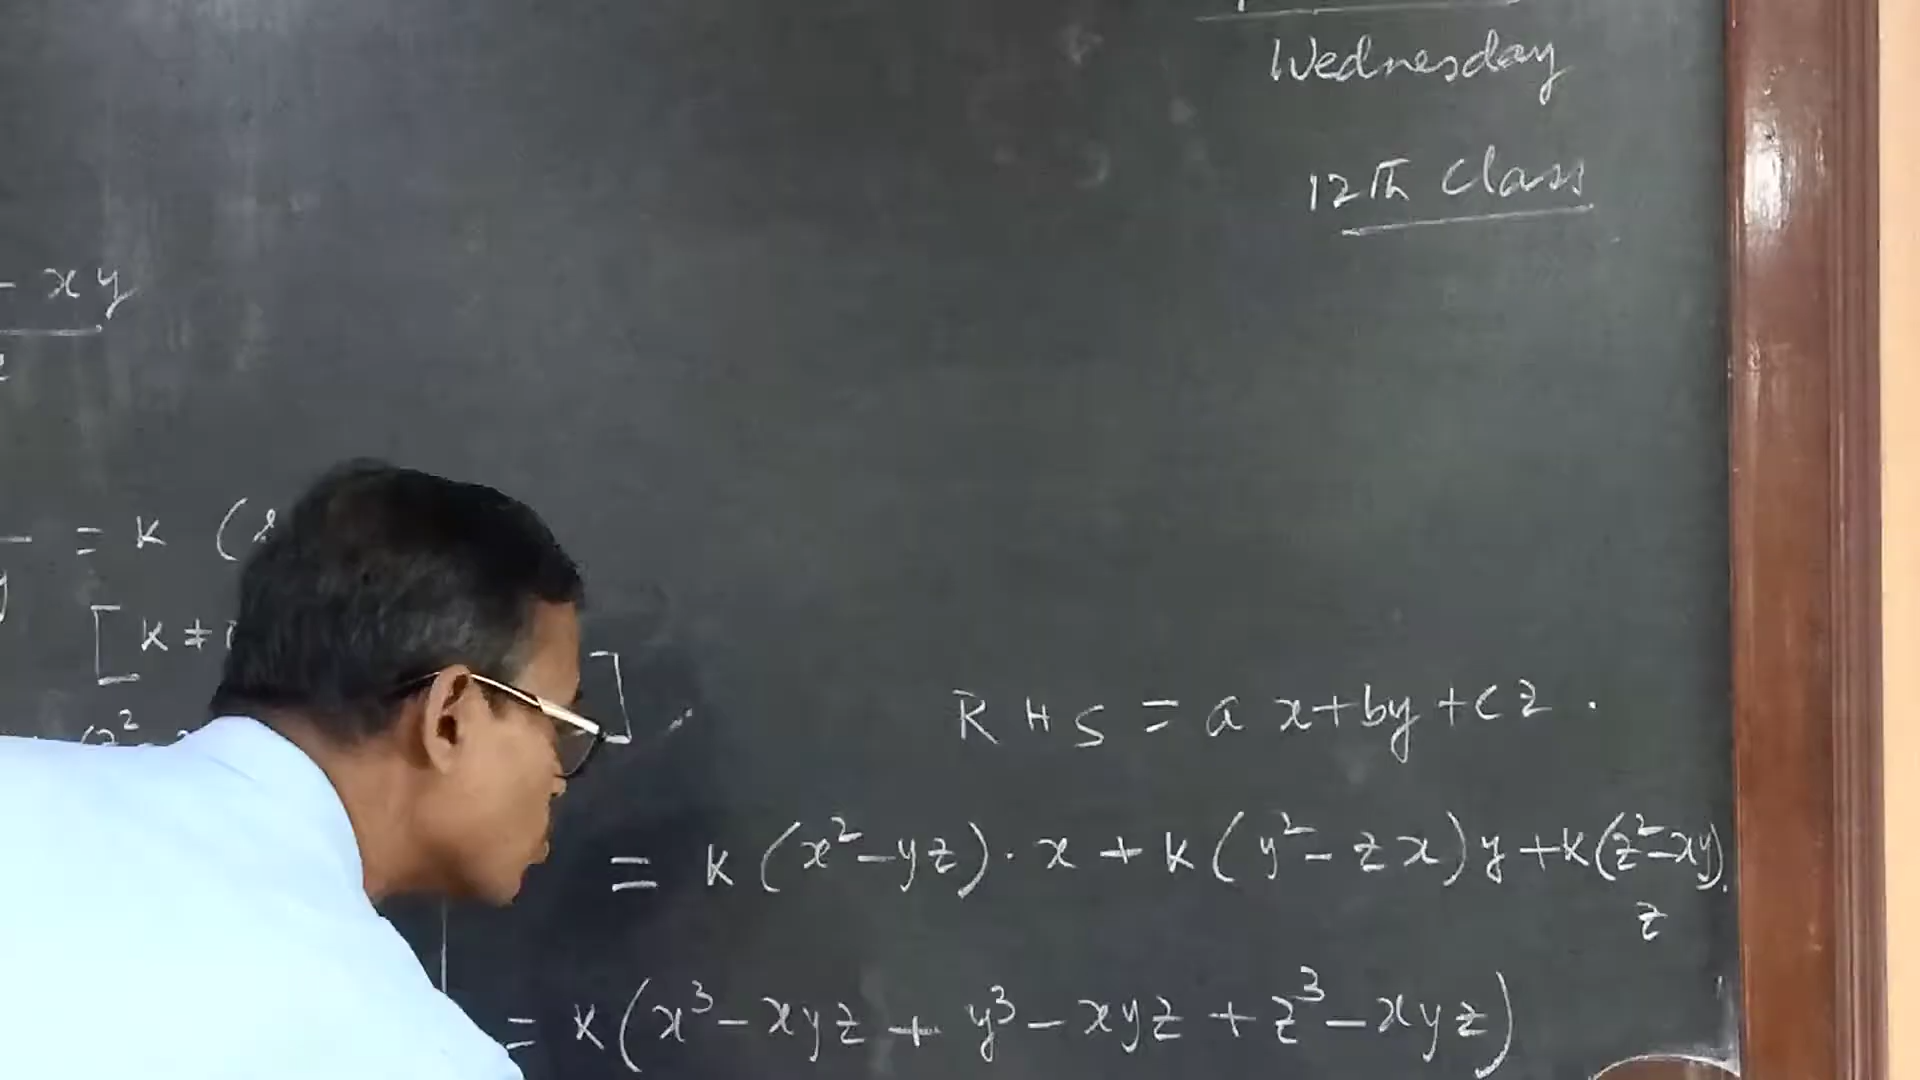 Wednesday
12th Class
- xy
= K (
[K ≠ ]
(z²
RHS = a x+by+cz.
= K(x²-yz)·x + K(y²-zx)y+K(z²-xy).
z
= K(x³-xyz + y³-xyz+z³-xyz)